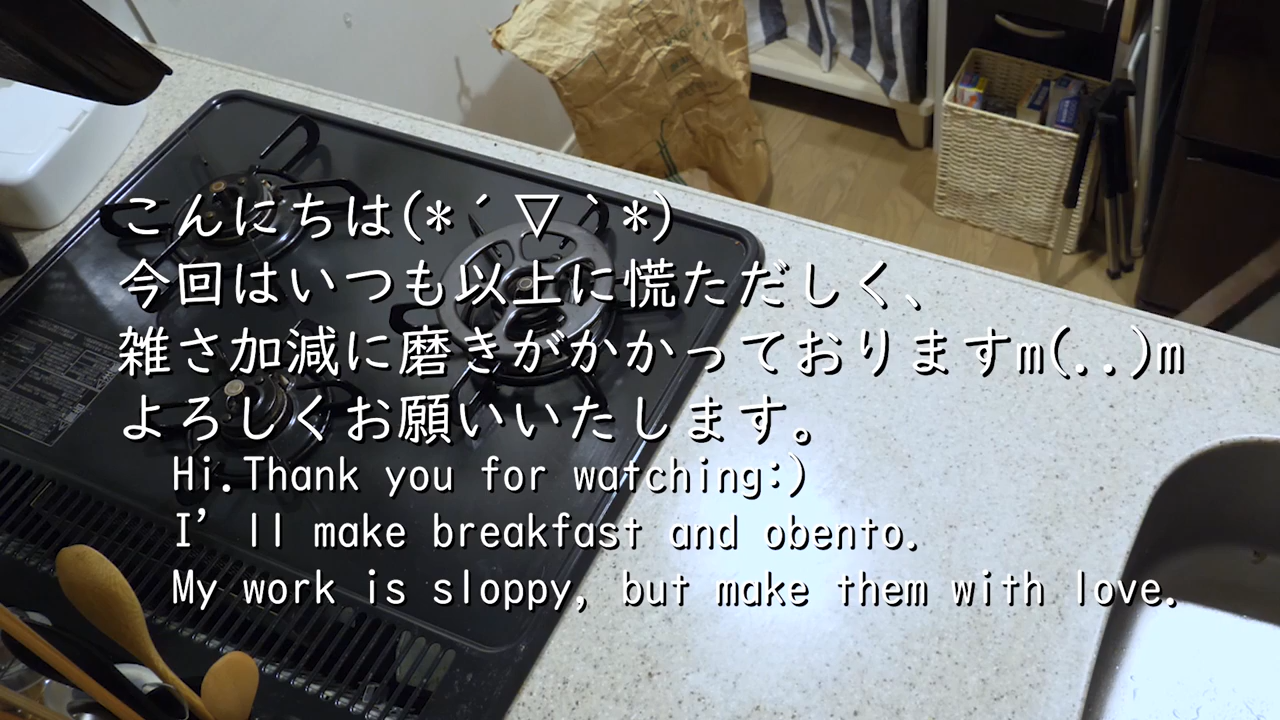 こんにちは(*´▽｀*)
今回はいつも以上に慌ただしく、
雑さ加減に磨きがかかっておりますm(..)m
よろしくお願いいたします。
Hi.Thank you for watching:)
I'll make breakfast and obento.
My work is sloppy, but make them with love.